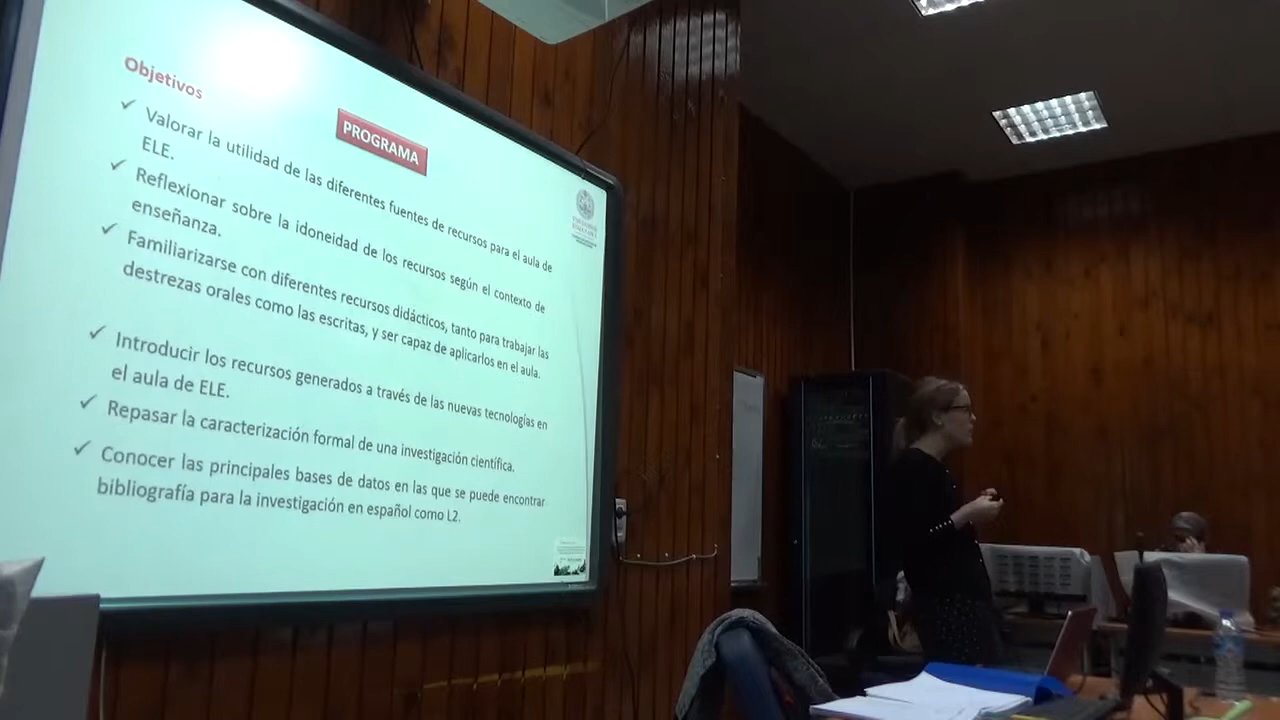 Objetivos
PROGRAMA
✓ Valorar la utilidad de las diferentes fuentes de recursos para el aula de
ELE.
✓ Reflexionar sobre la idoneidad de los recursos según el contexto de
enseñanza.
✓ Familiarizarse con diferentes recursos didácticos, tanto para trabajar las
destrezas orales como las escritas, y ser capaz de aplicarlos en el aula.
✓ Introducir los recursos generados a través de las nuevas tecnologías en
el aula de ELE.
✓ Repasar la caracterización formal de una investigación científica.
✓ Conocer las principales bases de datos en las que se puede encontrar
bibliografía para la investigación en español como L2.